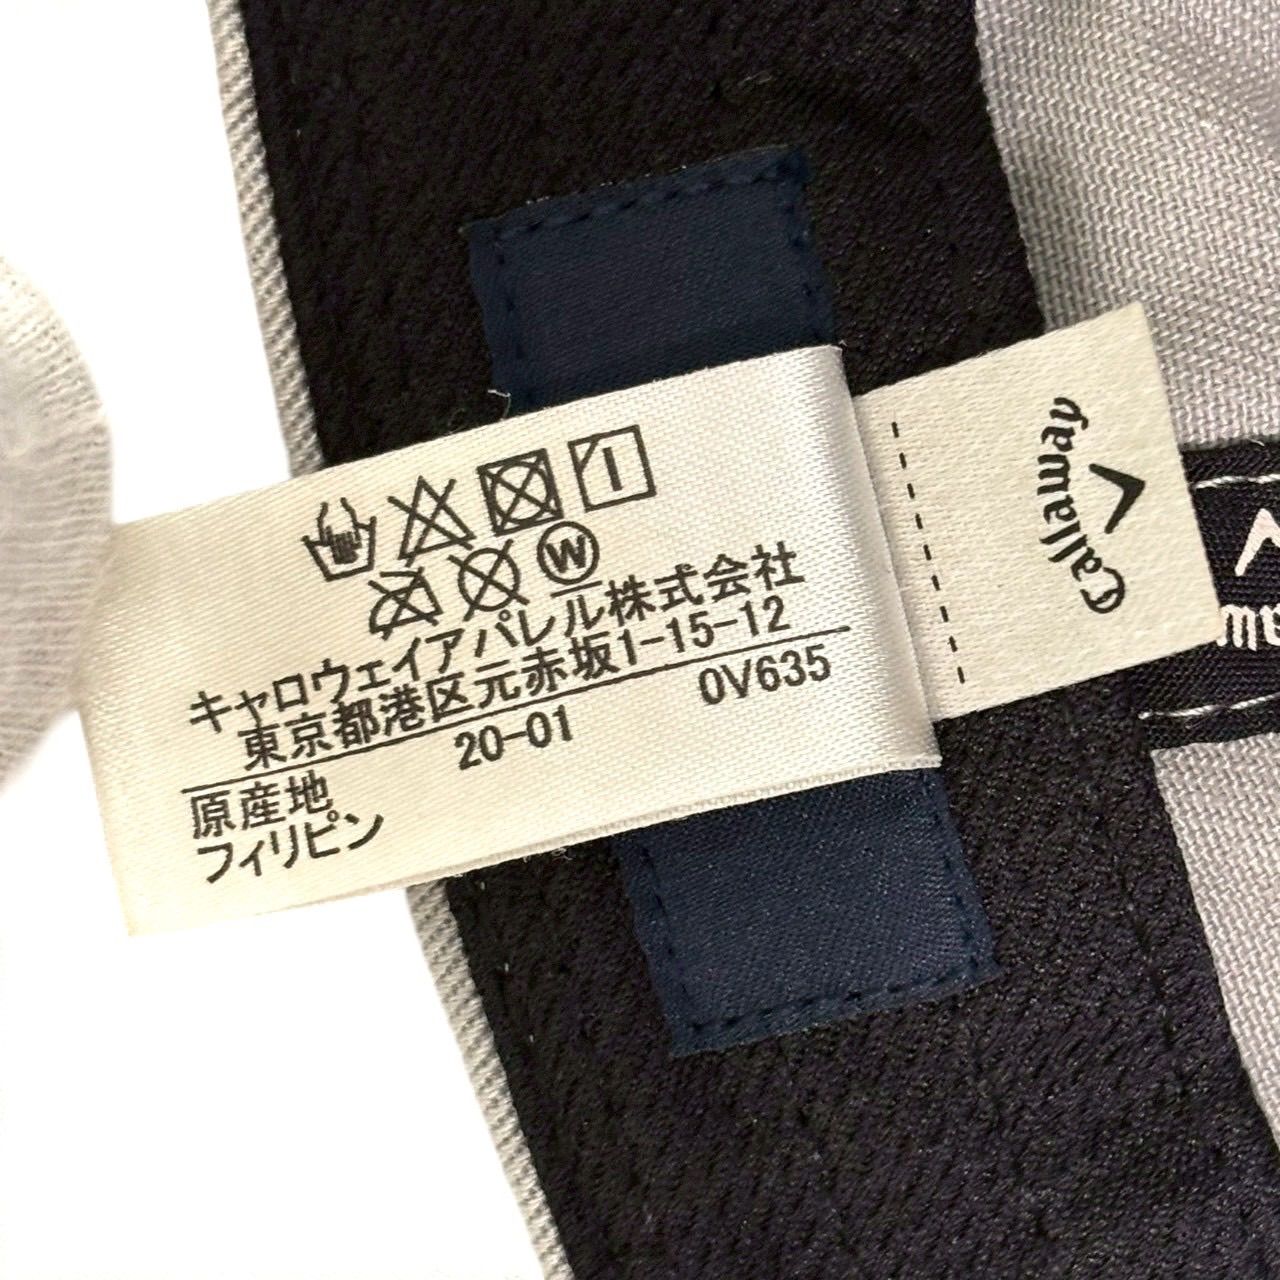 W
キャロウェイアパレル株式会社
東京都港区元赤坂1-15-12
20-01 0V635
原産地
フィリピン
Callaway